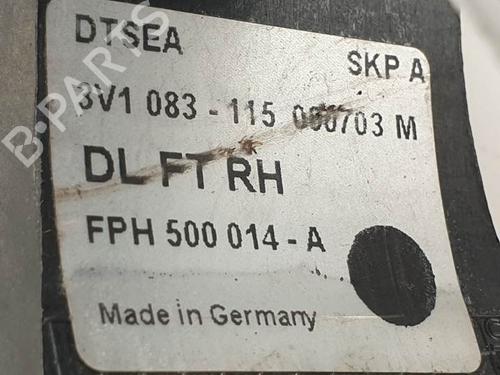 DTSEA SKP A
3V1 083 - 115 000703 M
DL FT RH
FPH 500 014 - A
Made in Germany
B-PARTS